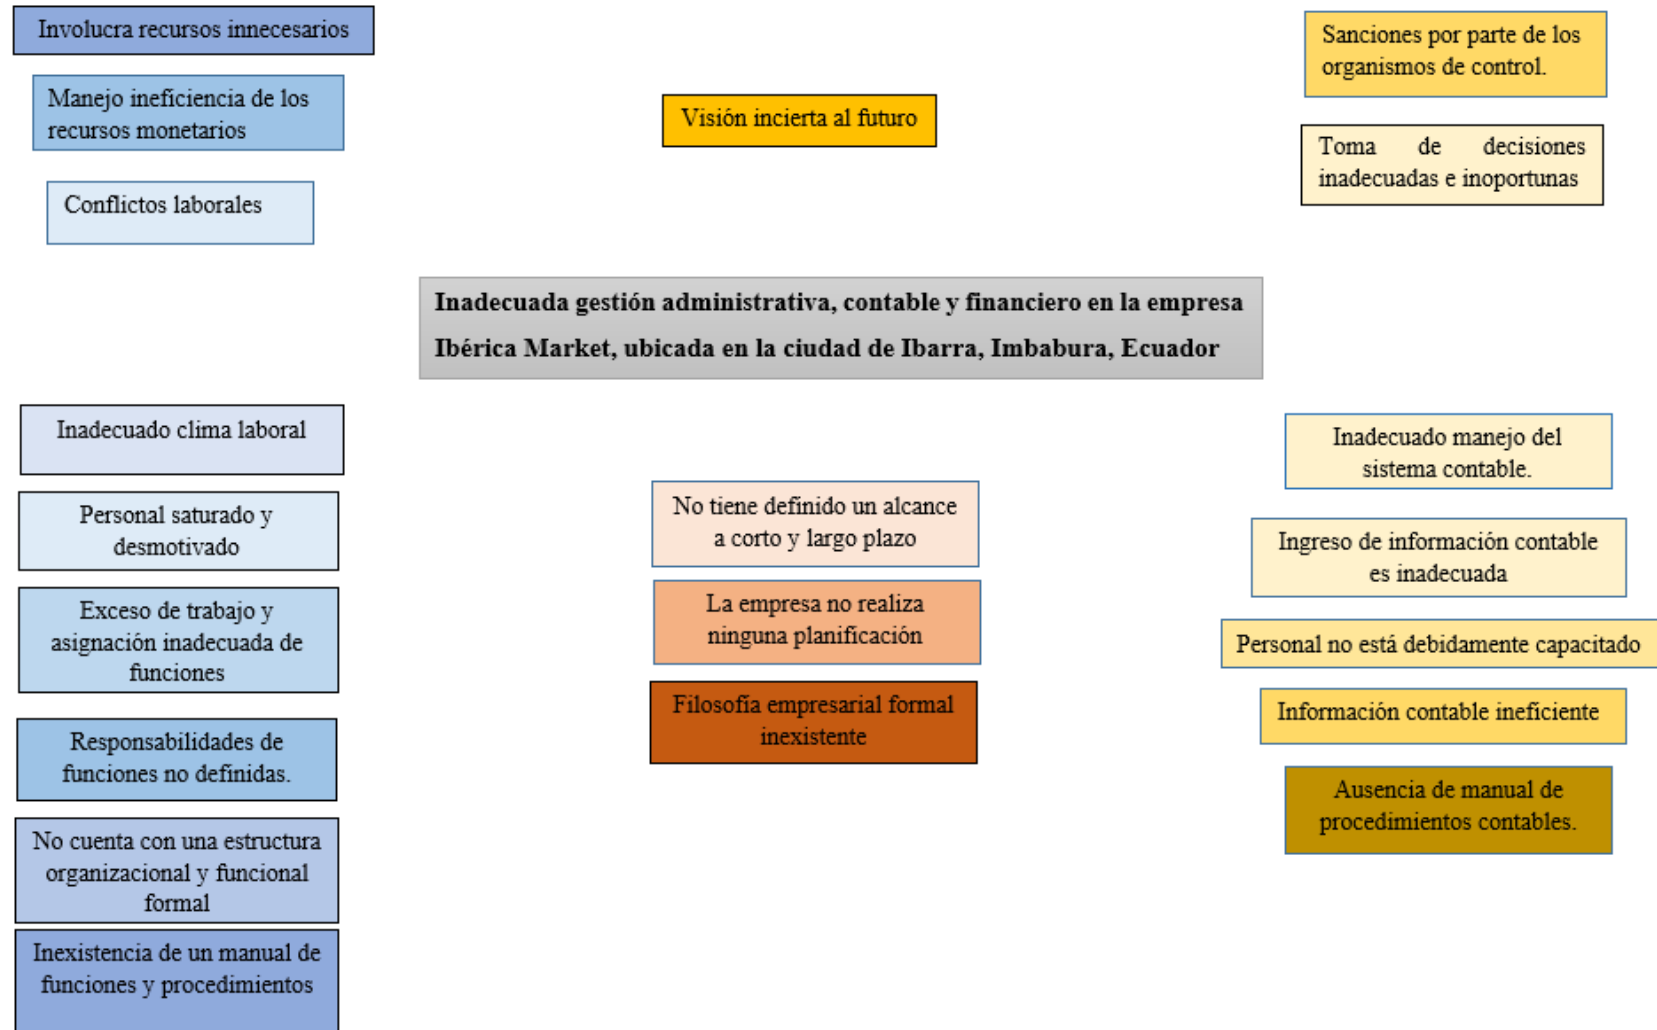 Involucra recursos innecesarios
Manejo ineficiencia de los
recursos monetarios
Conflictos laborales
Visión incierta al futuro
Sanciones por parte de los
organismos de control.
Toma de decisiones
inadecuadas e inoportunas
Inadecuada gestión administrativa, contable y financiero en la empresa
Ibérica Market, ubicada en la ciudad de Ibarra, Imbabura, Ecuador
Inadecuado clima laboral
Personal saturado y
desmotivado
Exceso de trabajo y
asignación inadecuada de
funciones
Responsabilidades de
funciones no definidas.
No cuenta con una estructura
organizacional y funcional
formal
Inexistencia de un manual de
funciones y procedimientos
No tiene definido un alcance
a corto y largo plazo
La empresa no realiza
ninguna planificación
Filosofía empresarial formal
inexistente
Inadecuado manejo del
sistema contable.
Ingreso de información contable
es inadecuada
Personal no está debidamente capacitado
Información contable ineficiente
Ausencia de manual de
procedimientos contables.